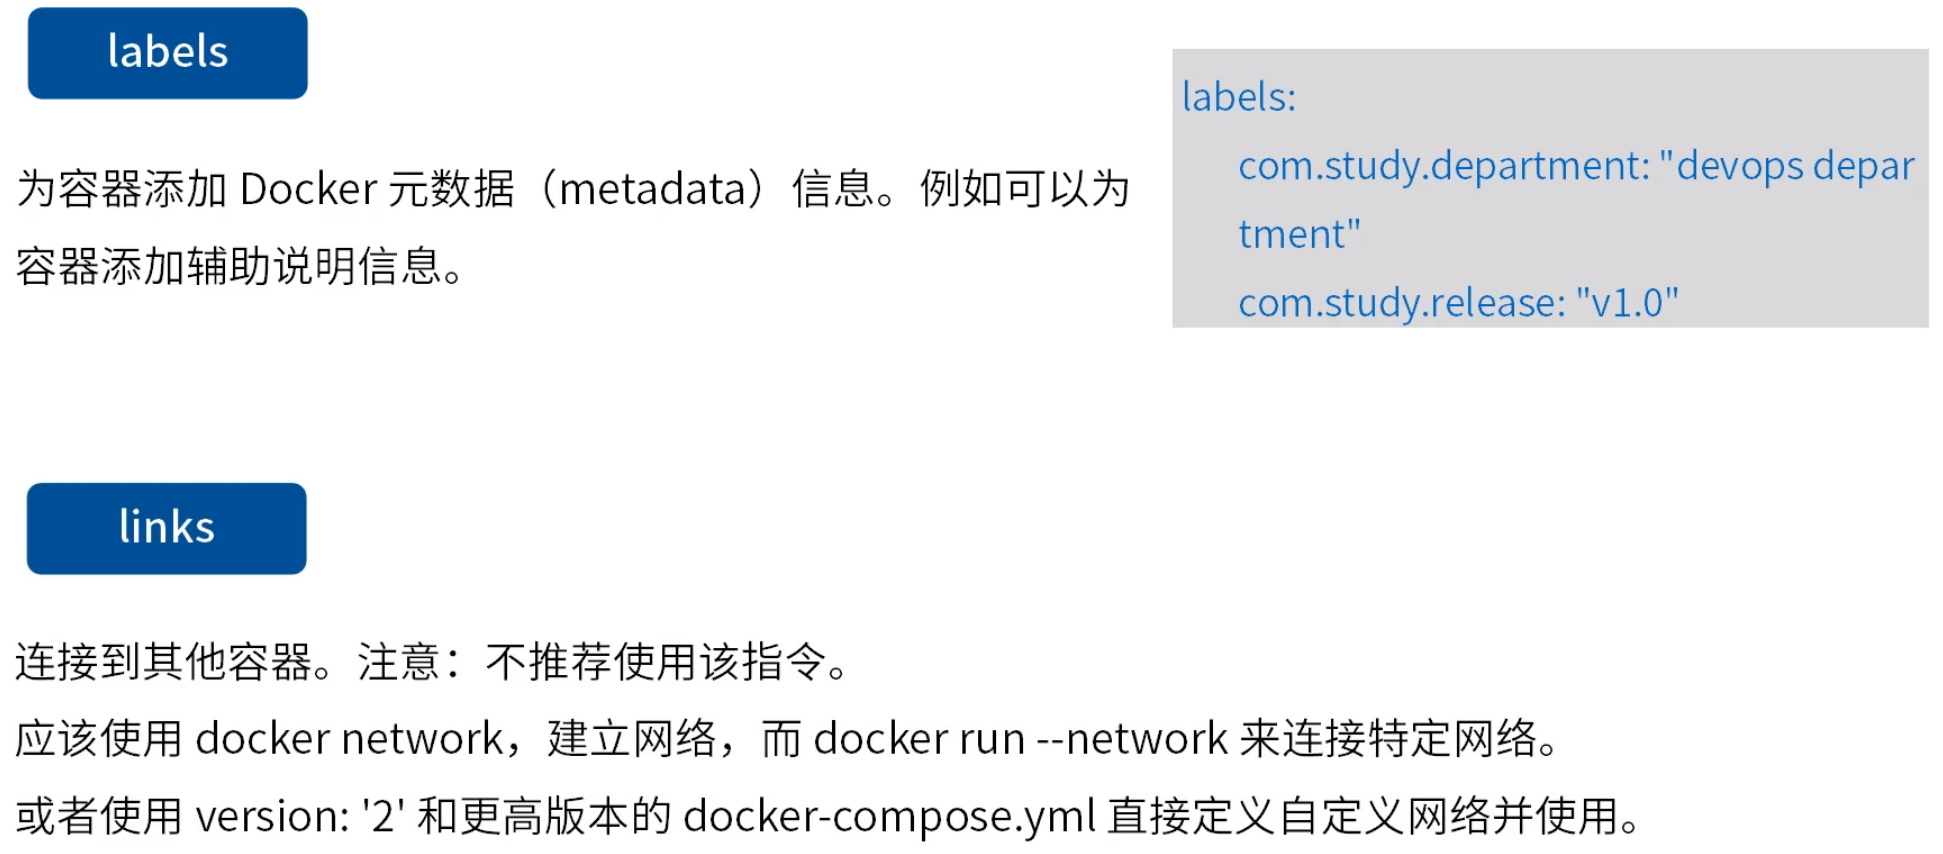 labels
为容器添加 Docker 元数据（metadata）信息。例如可以为
容器添加辅助说明信息。
labels:
com.study.department: "devops depar
tment"
com.study.release: "v1.0"
links
连接到其他容器。注意：不推荐使用该指令。
应该使用 docker network，建立网络，而 docker run --network 来连接特定网络。
或者使用 version: '2' 和更高版本的 docker-compose.yml 直接定义自定义网络并使用。